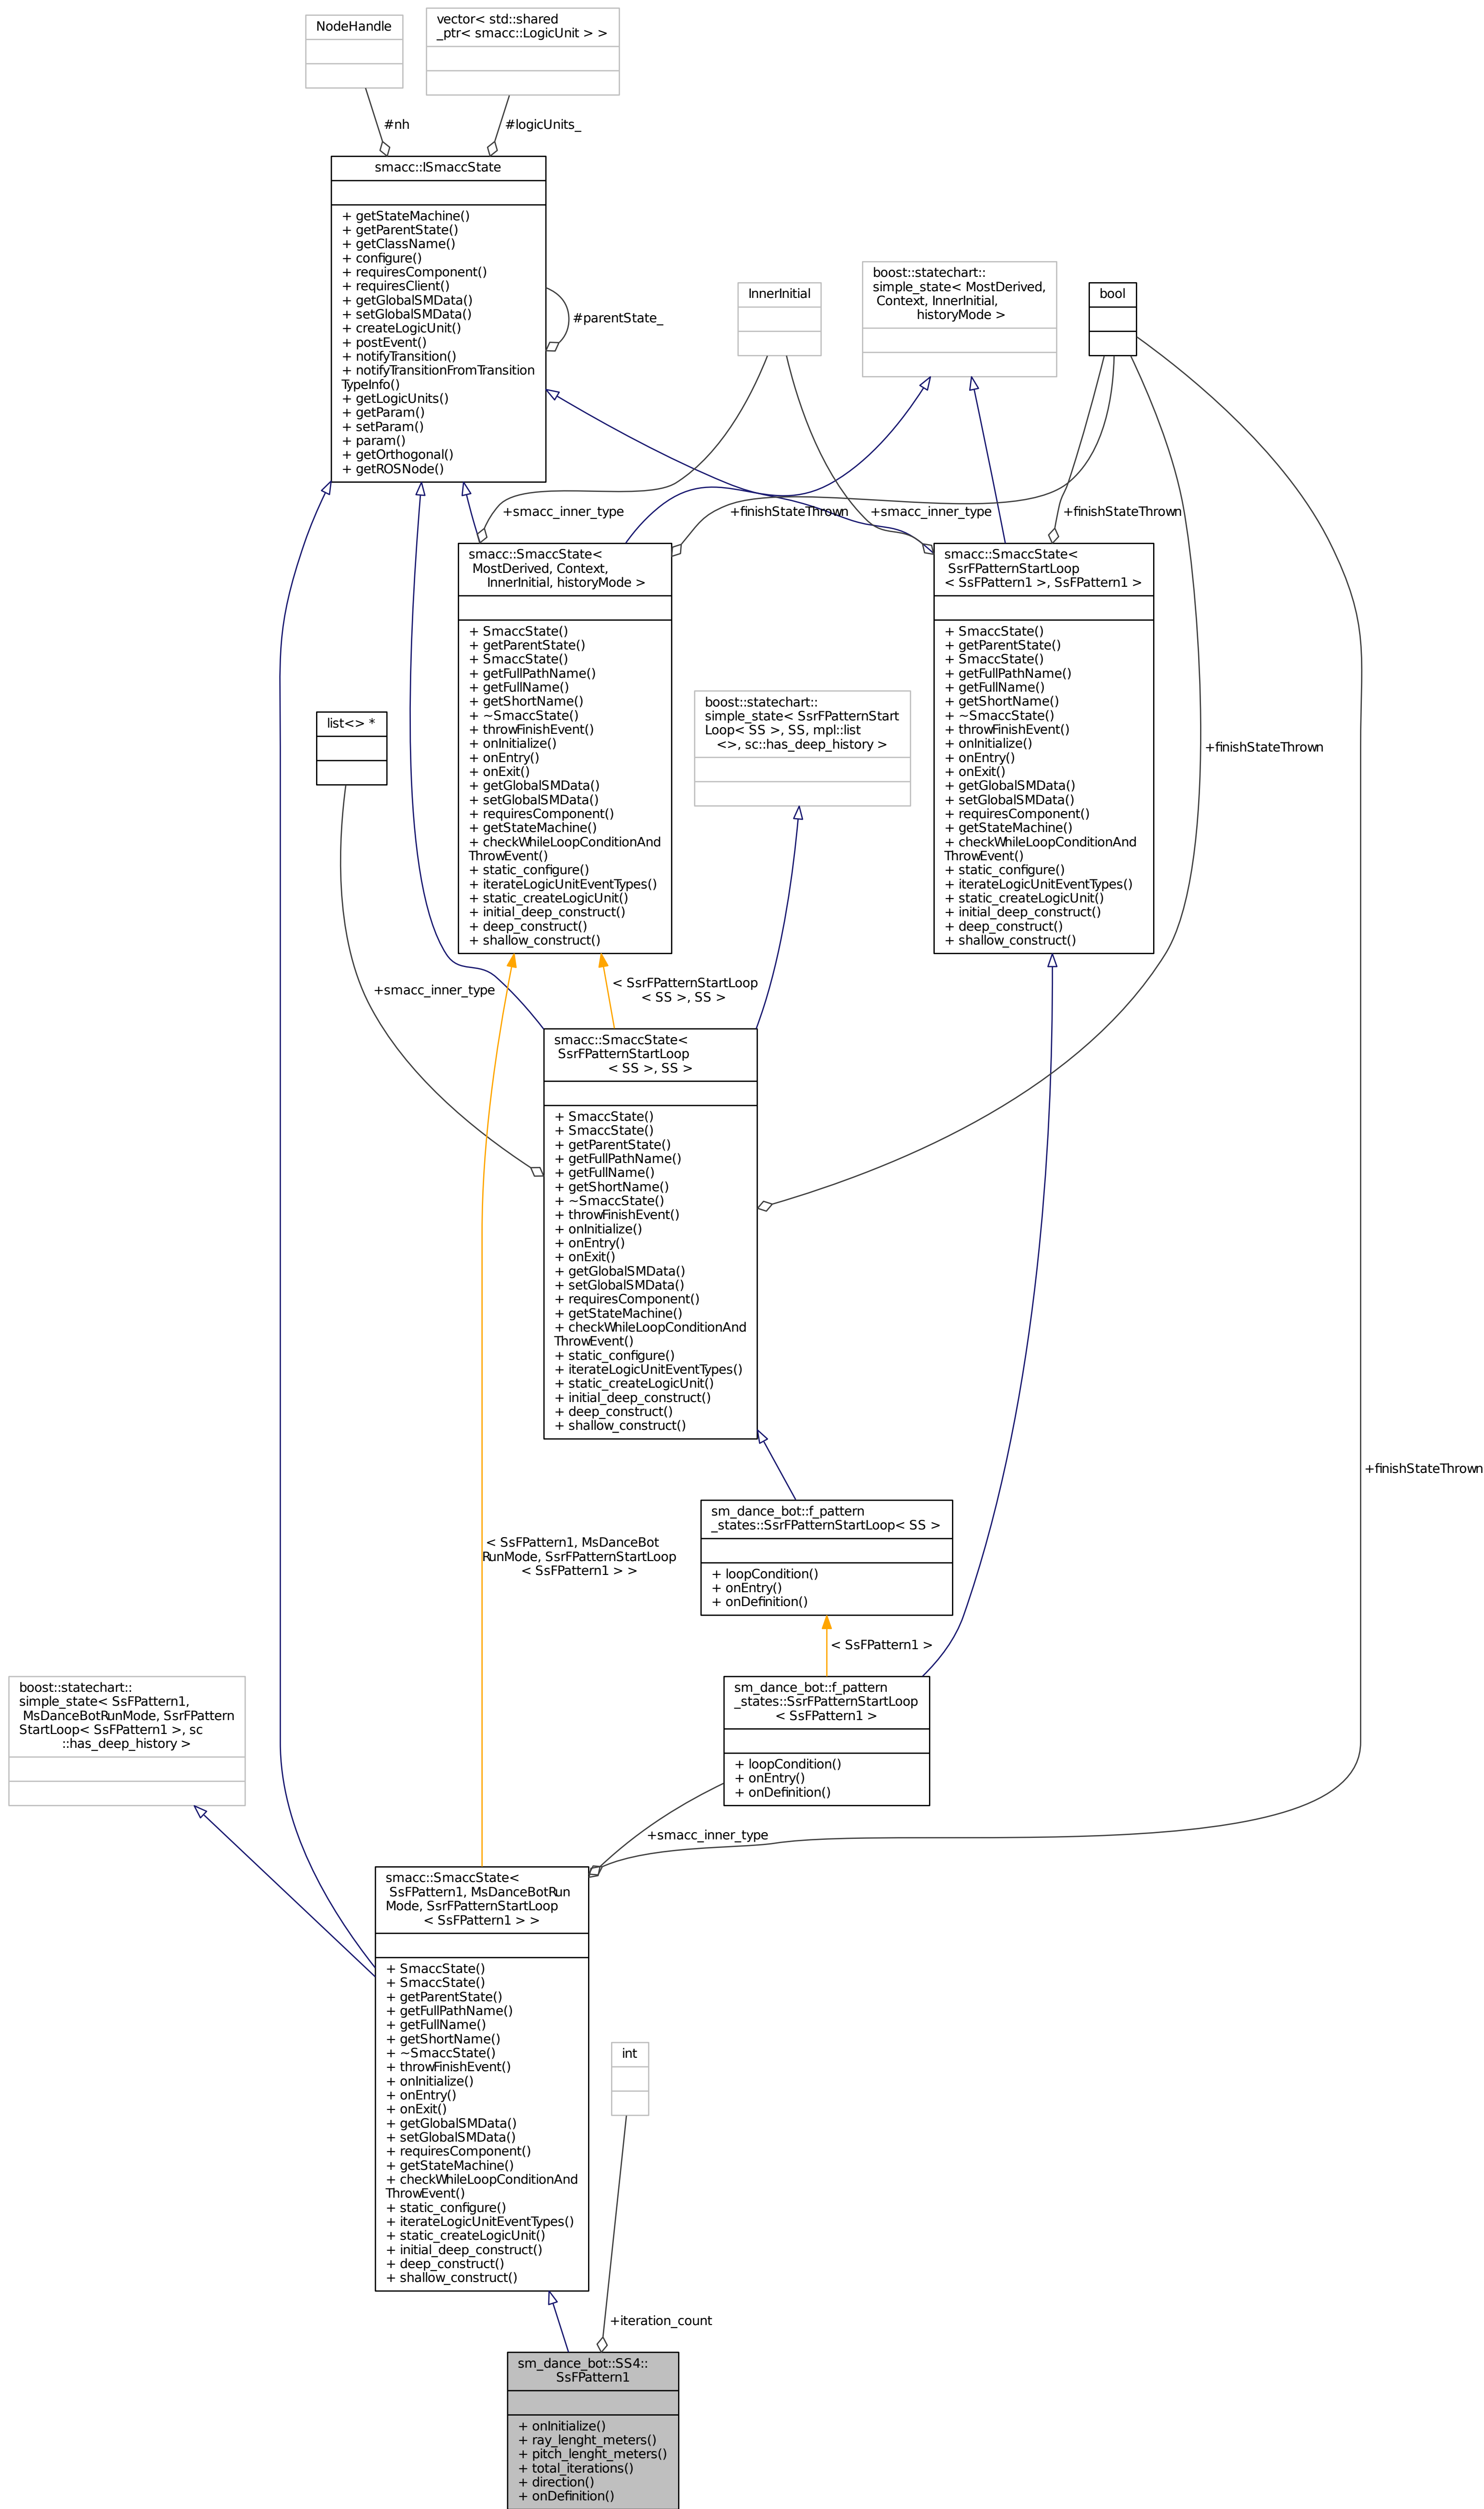 NodeHandle
vector< std::shared
_ptr< smacc::LogicUnit > >
#nh
#logicUnits_
smacc::ISmaccState
+ getStateMachine()
+ getParentState()
+ getClassName()
+ configure()
+ requiresComponent()
+ requiresClient()
+ getGlobalSMData()
+ setGlobalSMData()
+ createLogicUnit()
+ postEvent()
+ notifyTransition()
+ notifyTransitionFromTransition
TypeInfo()
+ getLogicUnits()
+ getParam()
+ setParam()
+ param()
+ getOrthogonal()
+ getROSNode()
#parentState_
InnerInitial
boost::statechart::
simple_state< MostDerived,
Context, InnerInitial,
historyMode >
bool
+smacc_inner_type
+finishStateThrown
+smacc_inner_type
+finishStateThrown
smacc::SmaccState<
MostDerived, Context,
InnerInitial, historyMode >
+ SmaccState()
+ getParentState()
+ SmaccState()
+ getFullPathName()
+ getFullName()
+ getShortName()
+ ~SmaccState()
+ throwFinishEvent()
+ onInitialize()
+ onEntry()
+ onExit()
+ getGlobalSMData()
+ setGlobalSMData()
+ requiresComponent()
+ getStateMachine()
+ checkWhileLoopConditionAnd
ThrowEvent()
+ static_configure()
+ iterateLogicUnitEventTypes()
+ static_createLogicUnit()
+ initial_deep_construct()
+ deep_construct()
+ shallow_construct()
smacc::SmaccState<
SsrFPatternStartLoop
< SsFPattern1 >, SsFPattern1 >
+ SmaccState()
+ getParentState()
+ SmaccState()
+ getFullPathName()
+ getFullName()
+ getShortName()
+ ~SmaccState()
+ throwFinishEvent()
+ onInitialize()
+ onEntry()
+ onExit()
+ getGlobalSMData()
+ setGlobalSMData()
+ requiresComponent()
+ getStateMachine()
+ checkWhileLoopConditionAnd
ThrowEvent()
+ static_configure()
+ iterateLogicUnitEventTypes()
+ static_createLogicUnit()
+ initial_deep_construct()
+ deep_construct()
+ shallow_construct()
list<> *
boost::statechart::
simple_state< SsrFPatternStart
Loop< SS >, SS, mpl::list
<>, sc::has_deep_history >
+finishStateThrown
+smacc_inner_type
< SsrFPatternStartLoop
< SS >, SS >
smacc::SmaccState<
SsrFPatternStartLoop
< SS >, SS >
+ SmaccState()
+ SmaccState()
+ getParentState()
+ getFullPathName()
+ getFullName()
+ getShortName()
+ ~SmaccState()
+ throwFinishEvent()
+ onInitialize()
+ onEntry()
+ onExit()
+ getGlobalSMData()
+ setGlobalSMData()
+ requiresComponent()
+ getStateMachine()
+ checkWhileLoopConditionAnd
ThrowEvent()
+ static_configure()
+ iterateLogicUnitEventTypes()
+ static_createLogicUnit()
+ initial_deep_construct()
+ deep_construct()
+ shallow_construct()
+finishStateThrown
sm_dance_bot::f_pattern
_states::SsrFPatternStartLoop< SS >
+ loopCondition()
+ onEntry()
+ onDefinition()
< SsFPattern1, MsDanceBot
RunMode, SsrFPatternStartLoop
< SsFPattern1 > >
< SsFPattern1 >
boost::statechart::
simple_state< SsFPattern1,
MsDanceBotRunMode, SsrFPattern
StartLoop< SsFPattern1 >, sc
::has_deep_history >
sm_dance_bot::f_pattern
_states::SsrFPatternStartLoop
< SsFPattern1 >
+ loopCondition()
+ onEntry()
+ onDefinition()
+smacc_inner_type
smacc::SmaccState<
SsFPattern1, MsDanceBotRun
Mode, SsrFPatternStartLoop
< SsFPattern1 > >
+ SmaccState()
+ SmaccState()
+ getParentState()
+ getFullPathName()
+ getFullName()
+ getShortName()
+ ~SmaccState()
+ throwFinishEvent()
+ onInitialize()
+ onEntry()
+ onExit()
+ getGlobalSMData()
+ setGlobalSMData()
+ requiresComponent()
+ getStateMachine()
+ checkWhileLoopConditionAnd
ThrowEvent()
+ static_configure()
+ iterateLogicUnitEventTypes()
+ static_createLogicUnit()
+ initial_deep_construct()
+ deep_construct()
+ shallow_construct()
int
+iteration_count
sm_dance_bot::SS4::
SsFPattern1
+ onInitialize()
+ ray_lenght_meters()
+ pitch_lenght_meters()
+ total_iterations()
+ direction()
+ onDefinition()